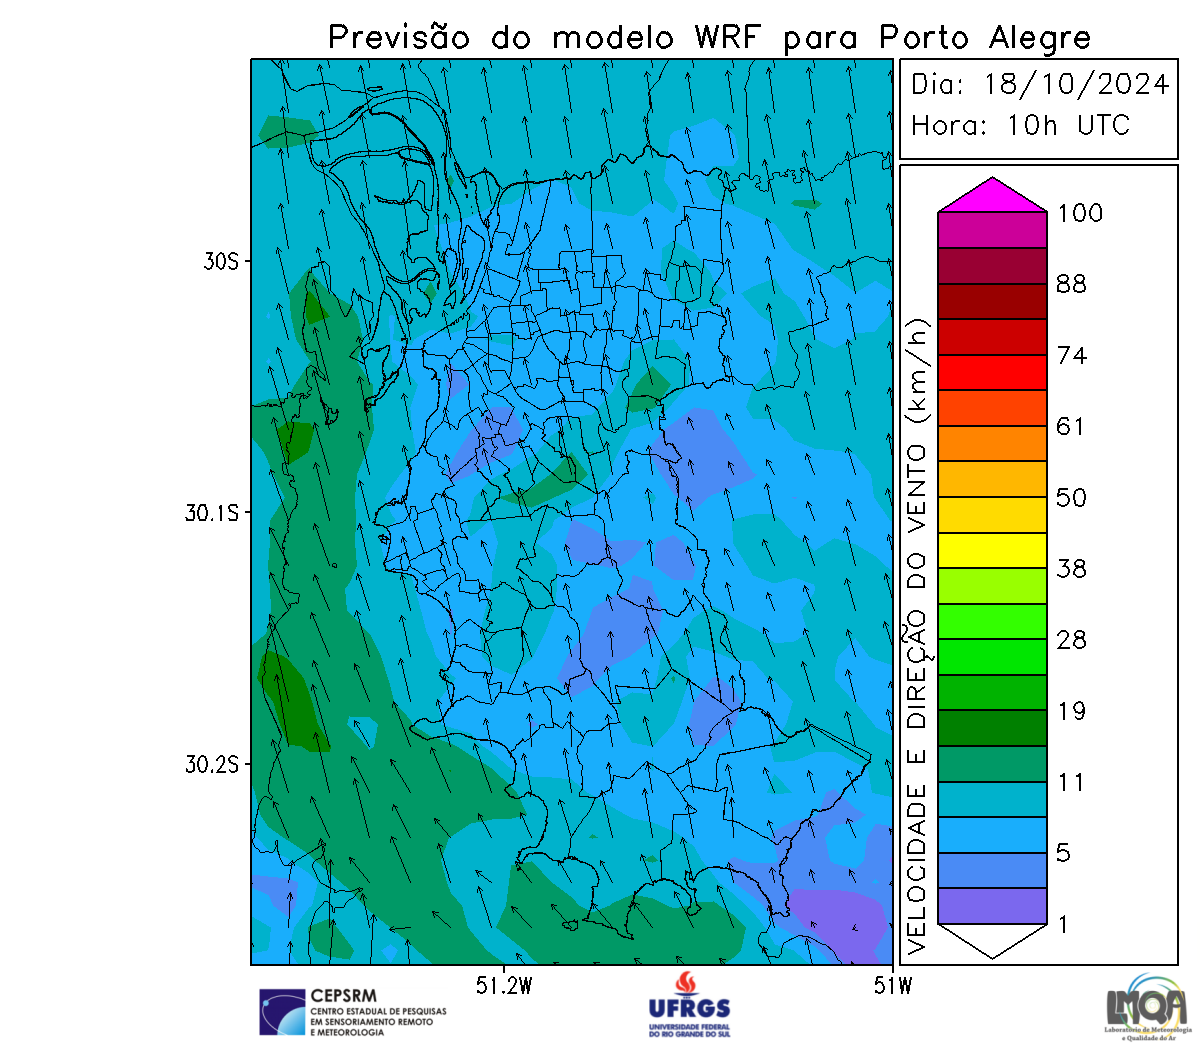 Previsão do modelo WRF para Porto Alegre
Dia: 18/10/2024
Hora: 10h UTC
VELOCIDADE E DIREÇÃO DO VENTO (km/h)
100
88
74
61
50
38
28
19
11
5
1
30S
30.1S
30.2S
51.2W
51W
CEPSRM
CENTRO ESTADUAL DE PESQUISAS
EM SENSORIAMENTO REMOTO
E METEOROLOGIA
UFRGS
UNIVERSIDADE FEDERAL
DO RIO GRANDE DO SUL
LMQA
Laboratório de Meteorologia
e Qualidade do Ar